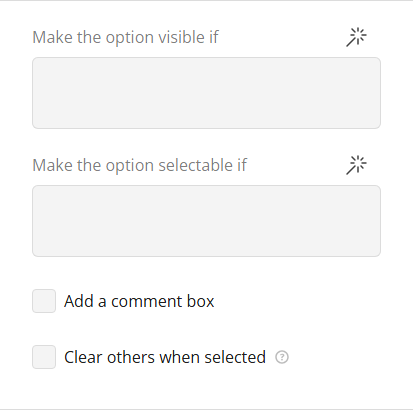 Make the option visible if
Make the option selectable if
Add a comment box
Clear others when selected ?